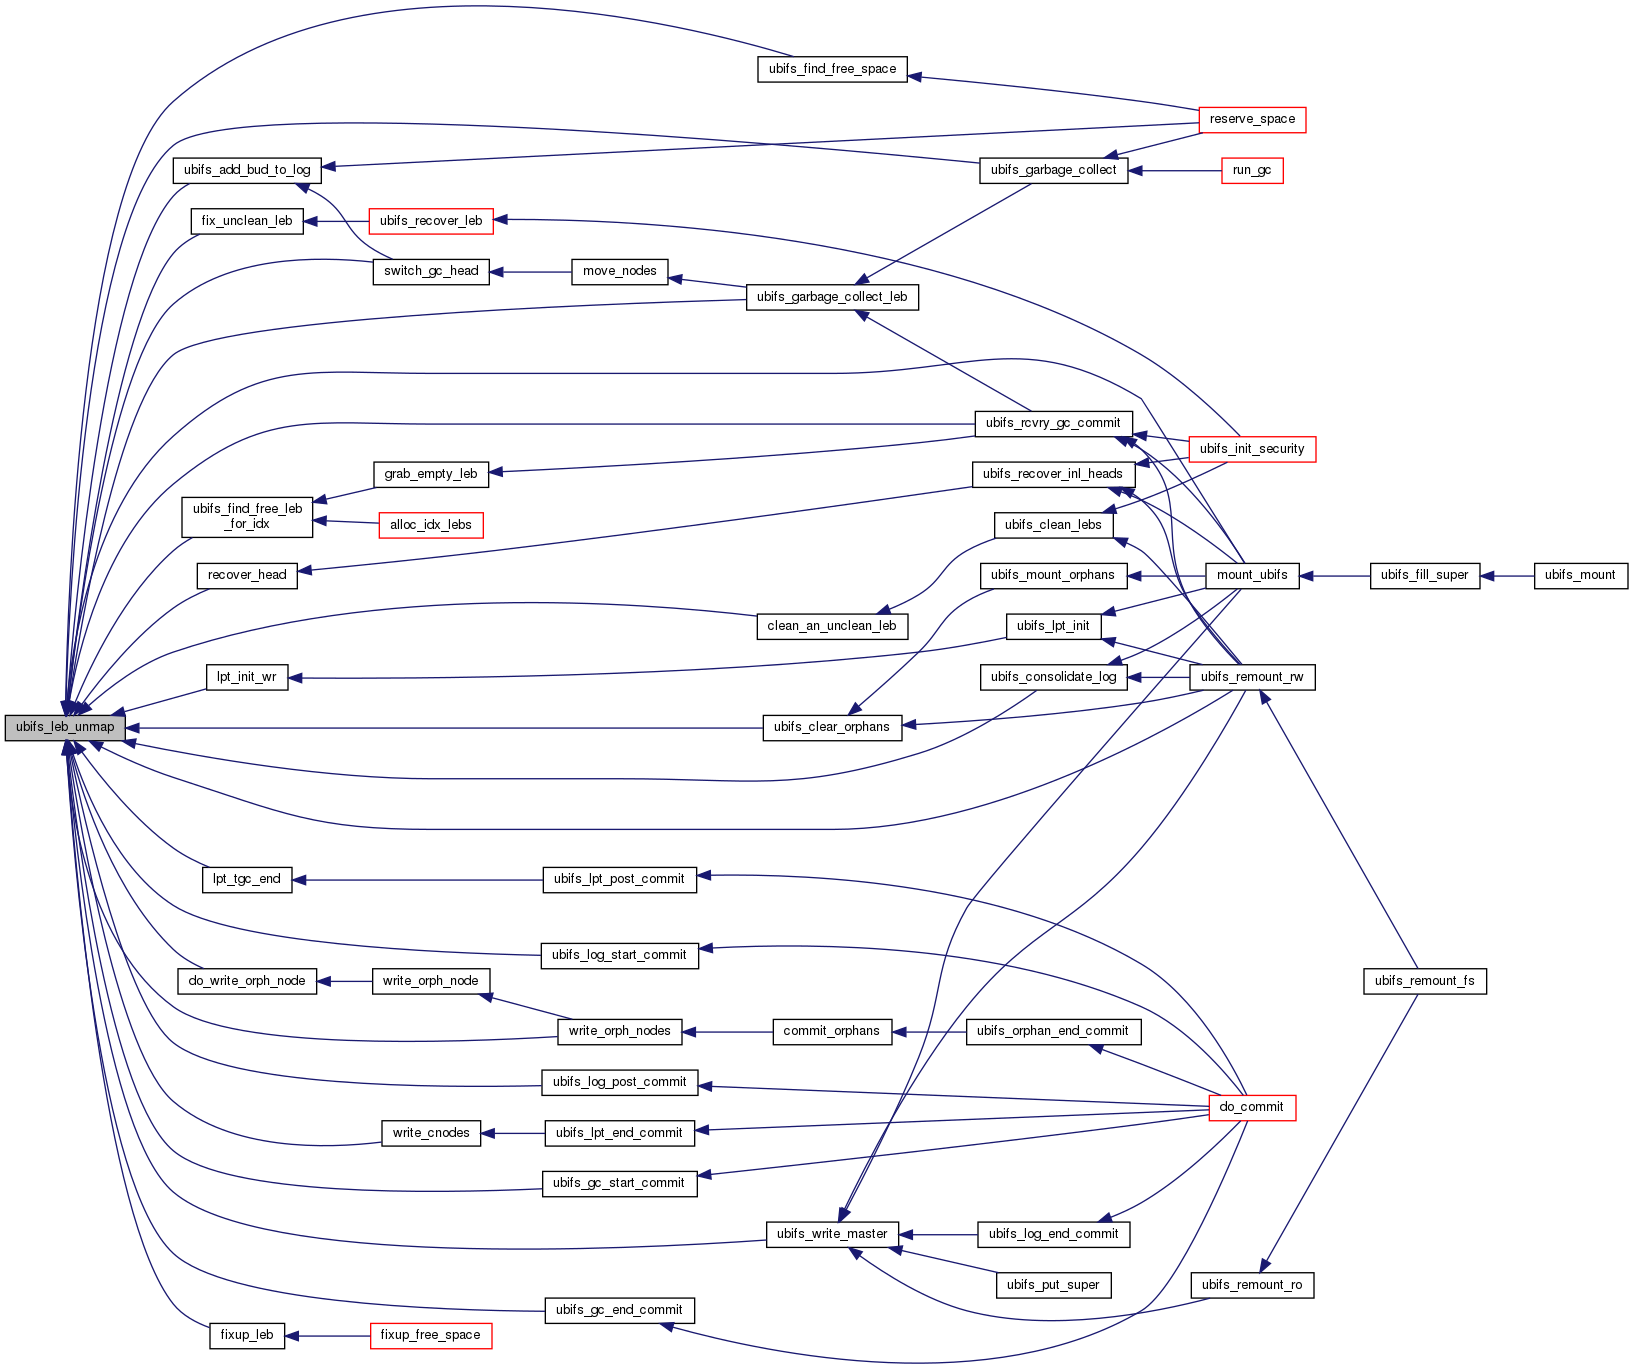 ubifs_find_free_space
reserve_space
ubifs_add_bud_to_log
ubifs_garbage_collect
run_gc
fix_unclean_leb
ubifs_recover_leb
switch_gc_head
move_nodes
ubifs_garbage_collect_leb
ubifs_rcvry_gc_commit
ubifs_init_security
grab_empty_leb
ubifs_recover_inl_heads
ubifs_find_free_leb
_for_idx
alloc_idx_lebs
ubifs_clean_lebs
recover_head
ubifs_mount_orphans
mount_ubifs
ubifs_fill_super
ubifs_mount
clean_an_unclean_leb
ubifs_lpt_init
lpt_init_wr
ubifs_consolidate_log
ubifs_remount_rw
ubifs_leb_unmap
ubifs_clear_orphans
lpt_tgc_end
ubifs_lpt_post_commit
ubifs_log_start_commit
do_write_orph_node
write_orph_node
ubifs_remount_fs
write_orph_nodes
commit_orphans
ubifs_orphan_end_commit
ubifs_log_post_commit
do_commit
write_cnodes
ubifs_lpt_end_commit
ubifs_gc_start_commit
ubifs_write_master
ubifs_log_end_commit
ubifs_put_super
ubifs_remount_ro
ubifs_gc_end_commit
fixup_leb
fixup_free_space